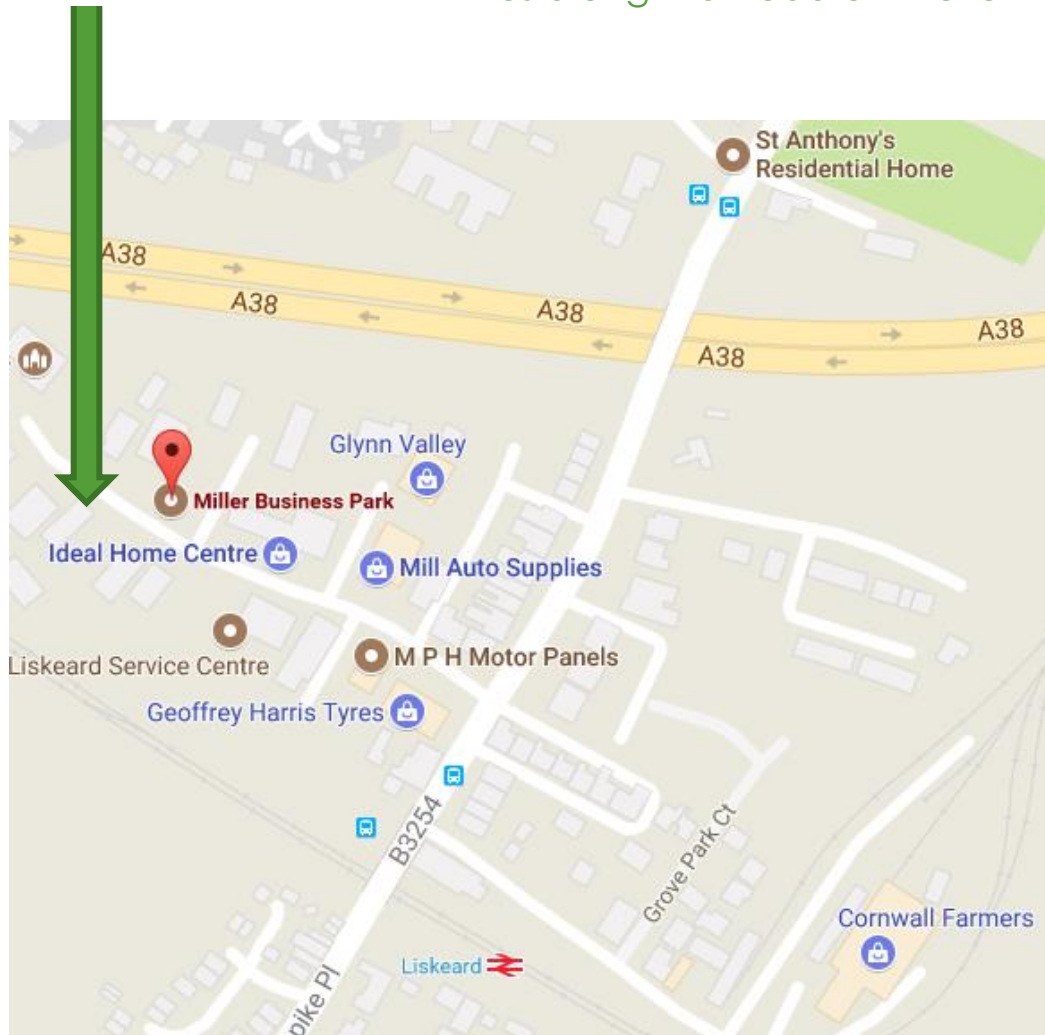 St Anthony's
Residential Home
A38
A38
A38
A38
A38
Glynn Valley
Miller Business Park
Ideal Home Centre
Mill Auto Supplies
Liskeard Service Centre
M P H Motor Panels
Geoffrey Harris Tyres
B3254
Grove Park Ct
Cornwall Farmers
Liskeard
Pl